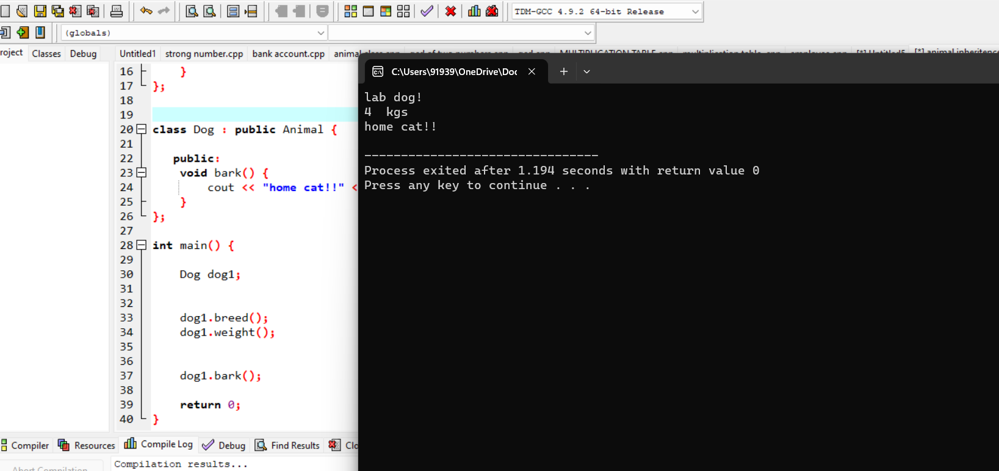 TDM-GCC 4.9.2 64-bit Release
(globals)
roject Classes Debug
Untitled1 strong number.cpp bank account.cpp animal
[*] animal inheritence
16 }
17 };
18
19
20 class Dog : public Animal {
21
22 public:
23 void bark() {
24 cout << "home cat!!" <
25 }
26 };
27
28 int main() {
29
30 Dog dog1;
31
32
33 dog1.breed();
34 dog1.weight();
35
36
37 dog1.bark();
38
39 return 0;
40 }
C:\Users\91939\OneDrive\Doc
lab dog!
4  kgs
home cat!!
--------------------------------
Process exited after 1.194 seconds with return value 0
Press any key to continue . . .
Compiler Resources Compile Log Debug Find Results Clo
Abort Compilation
Compilation results...